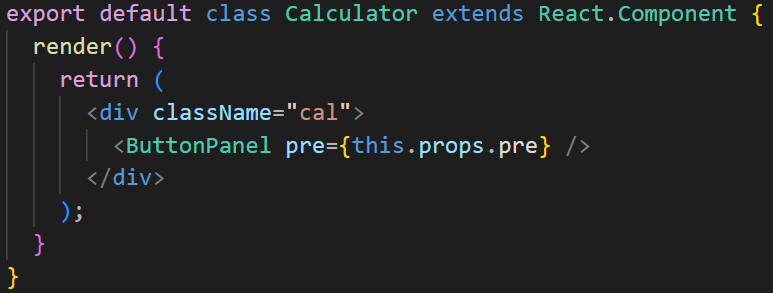 export default class Calculator extends React.Component {
  render() {
    return (
      <div className="cal">
        <ButtonPanel pre={this.props.pre} />
      </div>
    );
  }
}